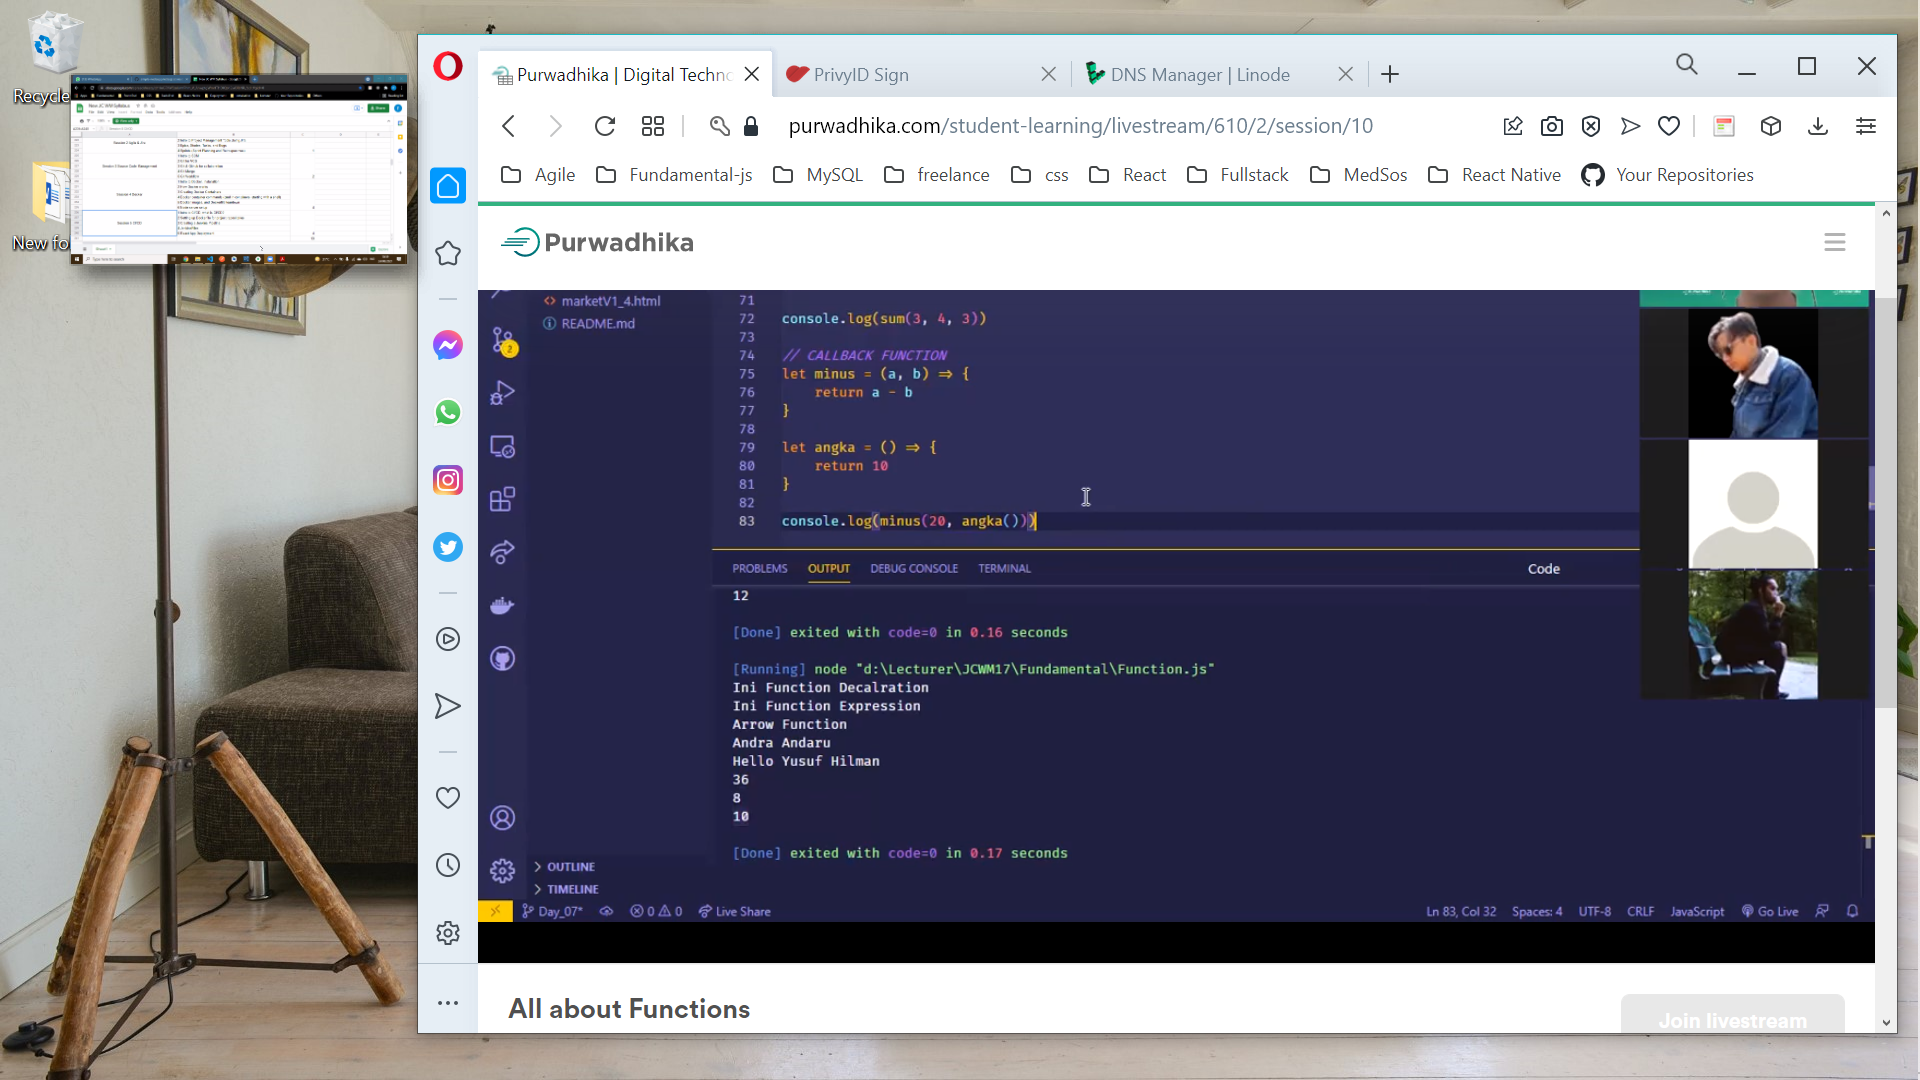 Recycle
New fo
Purwadhika | Digital Techno
PrivyID Sign
DNS Manager | Linode
purwadhika.com/student-learning/livestream/610/2/session/10
Agile
Fundamental-js
MySQL
freelance
css
React
Fullstack
MedSos
React Native
Your Repositories
Purwadhika
marketV1_4.html
README.md
2
71
72 console.log(sum(3, 4, 3))
73
74 // CALLBACK FUNCTION
75 let minus = (a, b) => {
76 return a - b
77 }
78
79 let angka = () => {
80 return 10
81 }
82
83 console.log(minus(20, angka()))
PROBLEMS OUTPUT DEBUG CONSOLE TERMINAL
Code
12
[Done] exited with code=0 in 0.16 seconds
[Running] node "d:\Lecturer\JCWM17\Fundamental\Function.js"
Ini Function Decalration
Ini Function Expression
Arrow Function
Andra Andaru
Hello Yusuf Hilman
36
8
10
[Done] exited with code=0 in 0.17 seconds
OUTLINE
TIMELINE
Day_07* 0 0 Live Share
Ln 83, Col 32 Spaces: 4 UTF-8 CRLF JavaScript Go Live
All about Functions
Join livestream